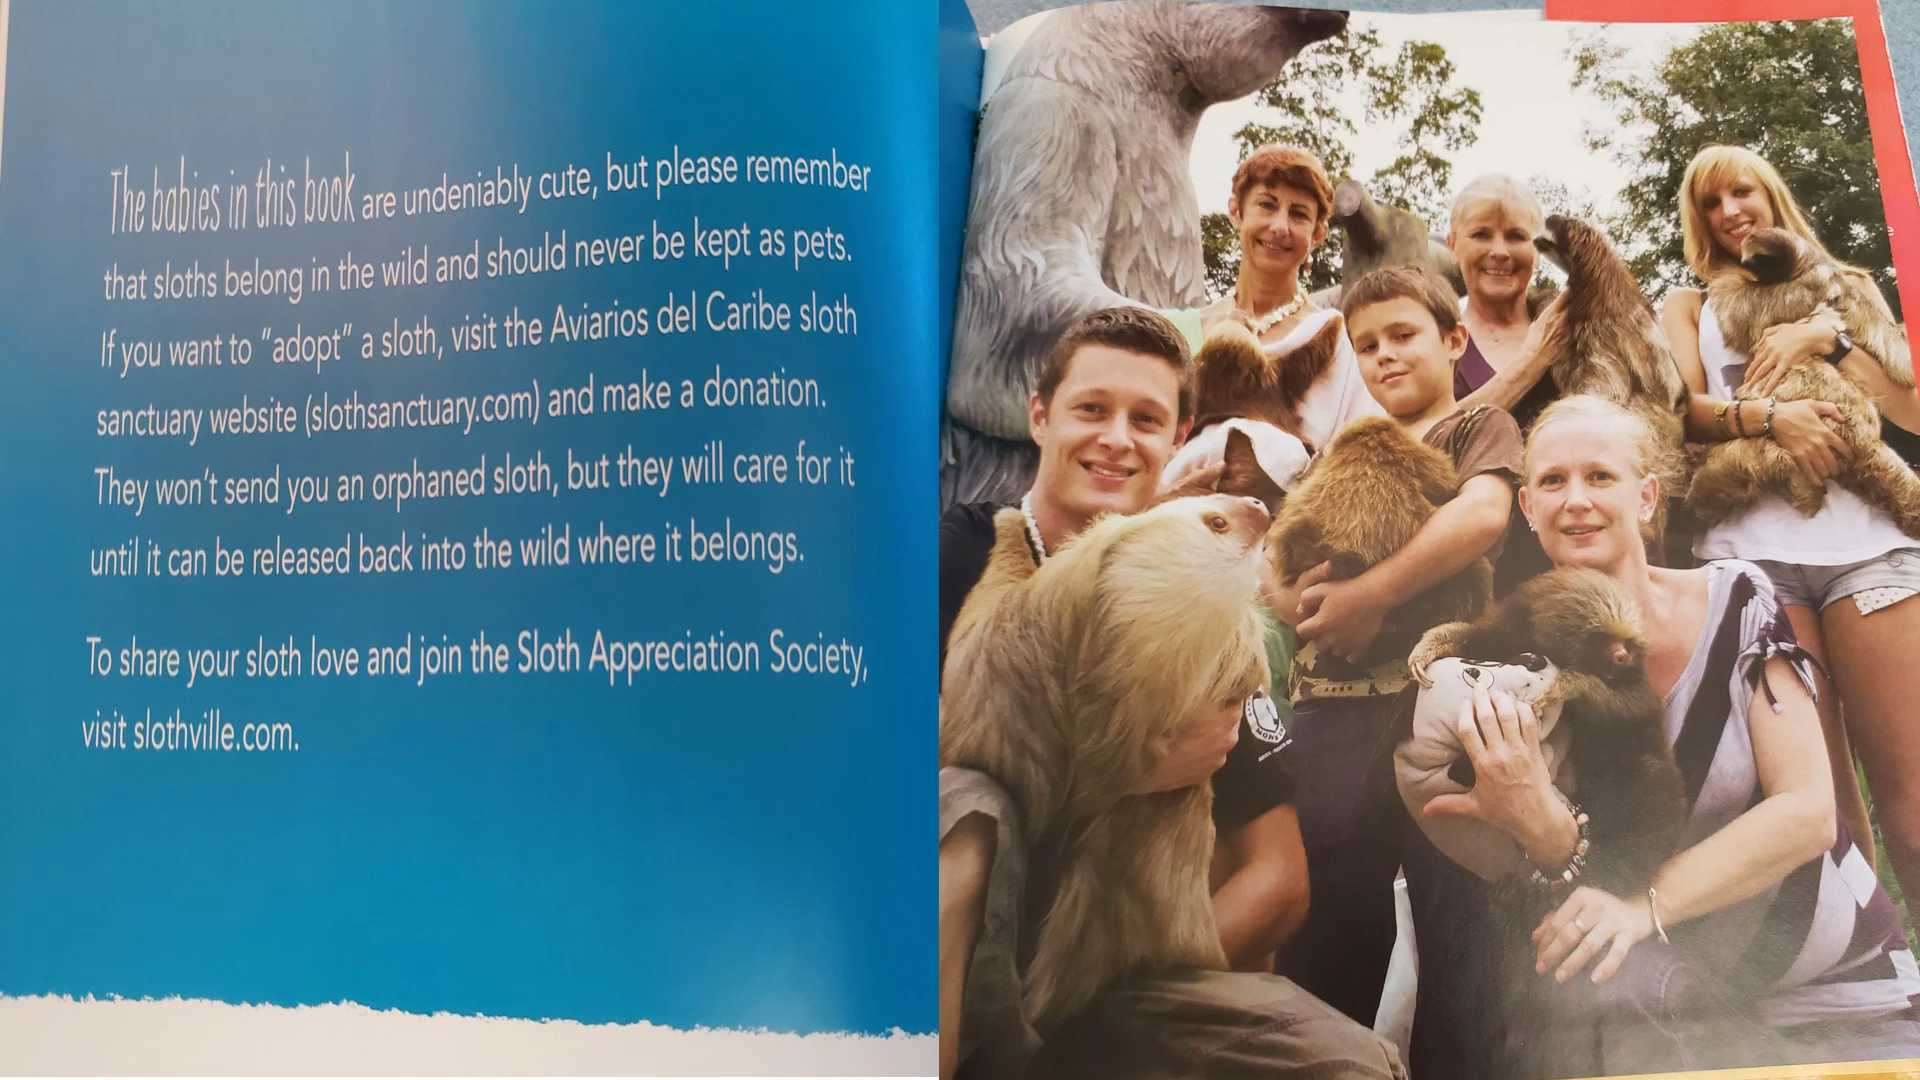 The babies in this book are undeniably cute, but please remember
that sloths belong in the wild and should never be kept as pets.
If you want to "adopt" a sloth, visit the Aviarios del Caribe sloth
sanctuary website (slothsanctuary.com) and make a donation.
They won't send you an orphaned sloth, but they will care for it
until it can be released back into the wild where it belongs.
To share your sloth love and join the Sloth Appreciation Society,
visit slothville.com.